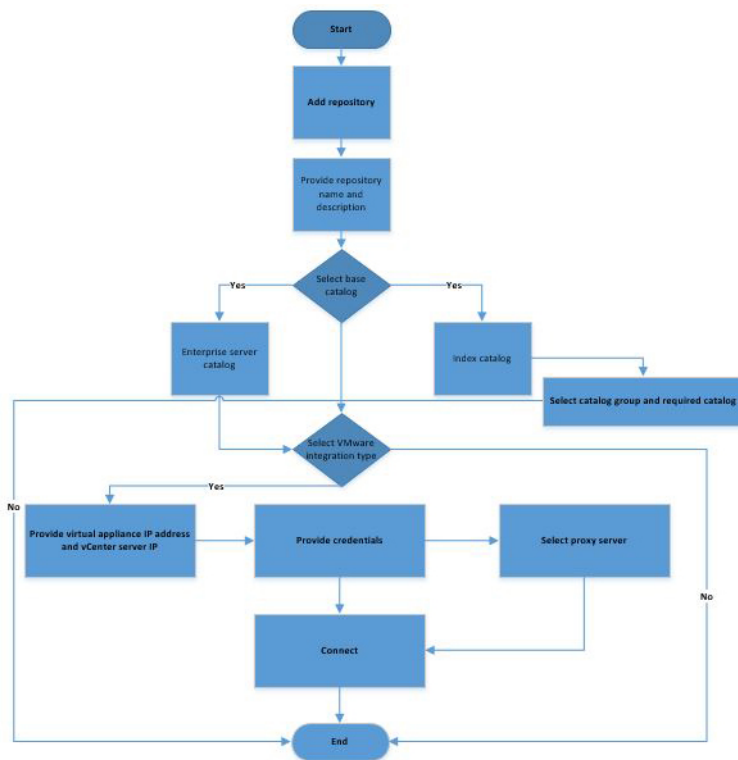 Start
Add repository
Provide repository
name and
description
Select base
catalog
Yes
Yes
Enterprise server
catalog
Index catalog
Select catalog group and required catalog
Select VMware
integration type
Yes
No
Provide virtual appliance IP address
and vCenter server IP
Provide credentials
Select proxy server
No
Connect
End